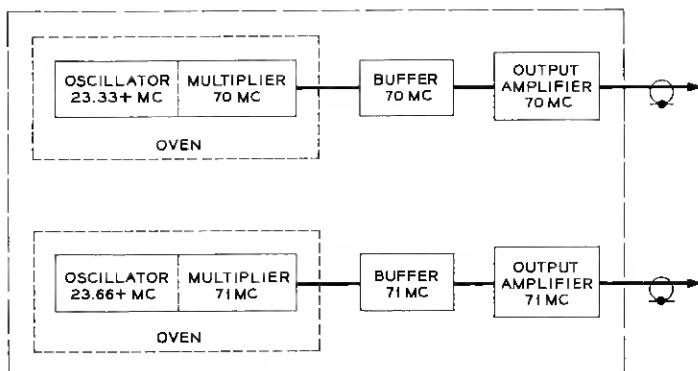 OSCILLATOR
23.33+ MC
MULTIPLIER
70 MC
OVEN
BUFFER
70 MC
OUTPUT
AMPLIFIER
70 MC
OSCILLATOR
23.66+ MC
MULTIPLIER
71 MC
OVEN
BUFFER
71 MC
OUTPUT
AMPLIFIER
71 MC